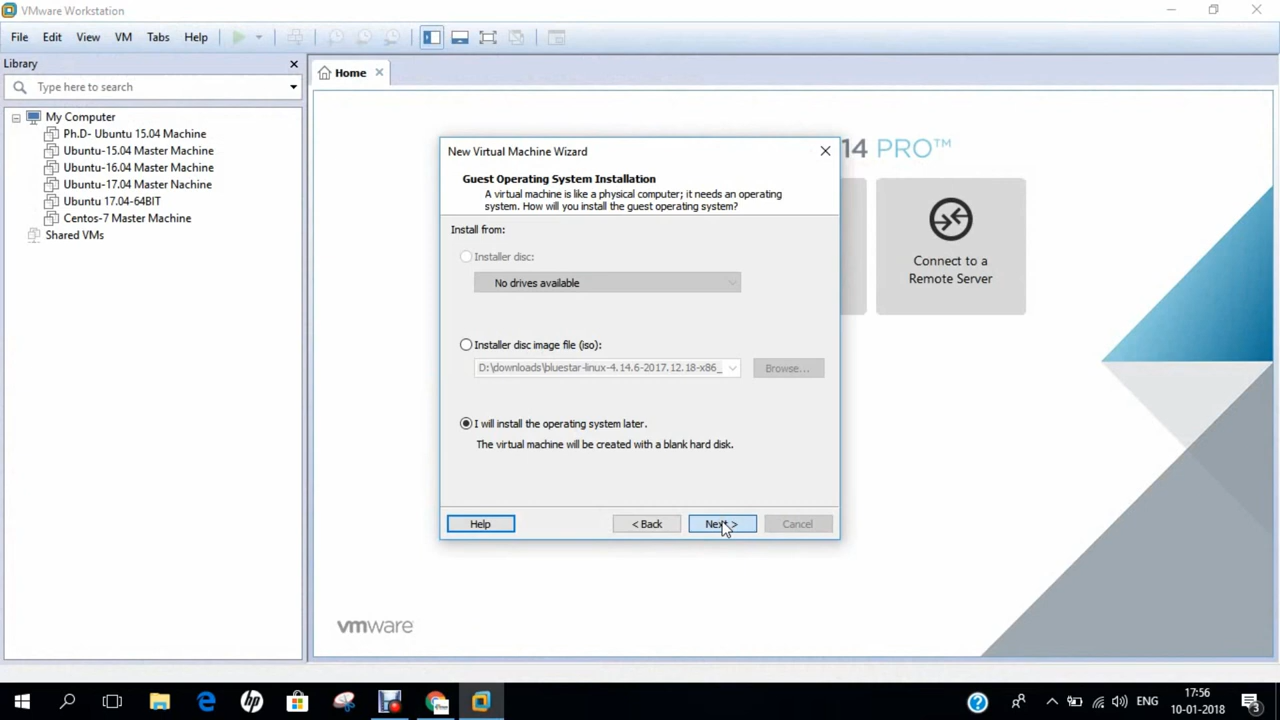 VMware Workstation
File Edit View VM Tabs Help
Library
Type here to search
My Computer
Ph.D- Ubuntu 15.04 Machine
Ubuntu-15.04 Master Machine
Ubuntu-16.04 Master Machine
Ubuntu-17.04 Master Nachine
Ubuntu 17.04-64BIT
Centos-7 Master Machine
Shared VMs
Home
14 PRO™
Connect to a
Remote Server
New Virtual Machine Wizard
Guest Operating System Installation
A virtual machine is like a physical computer; it needs an operating
system. How will you install the guest operating system?
Install from:
Installer disc:
No drives available
Installer disc image file (iso):
D:\downloads\bluestar-linux-4.14.6-2017.12.18-x86_
Browse...
I will install the operating system later.
The virtual machine will be created with a blank hard disk.
Help
< Back
Next >
Cancel
vmware
hp
ENG
17:56
10-01-2018
3